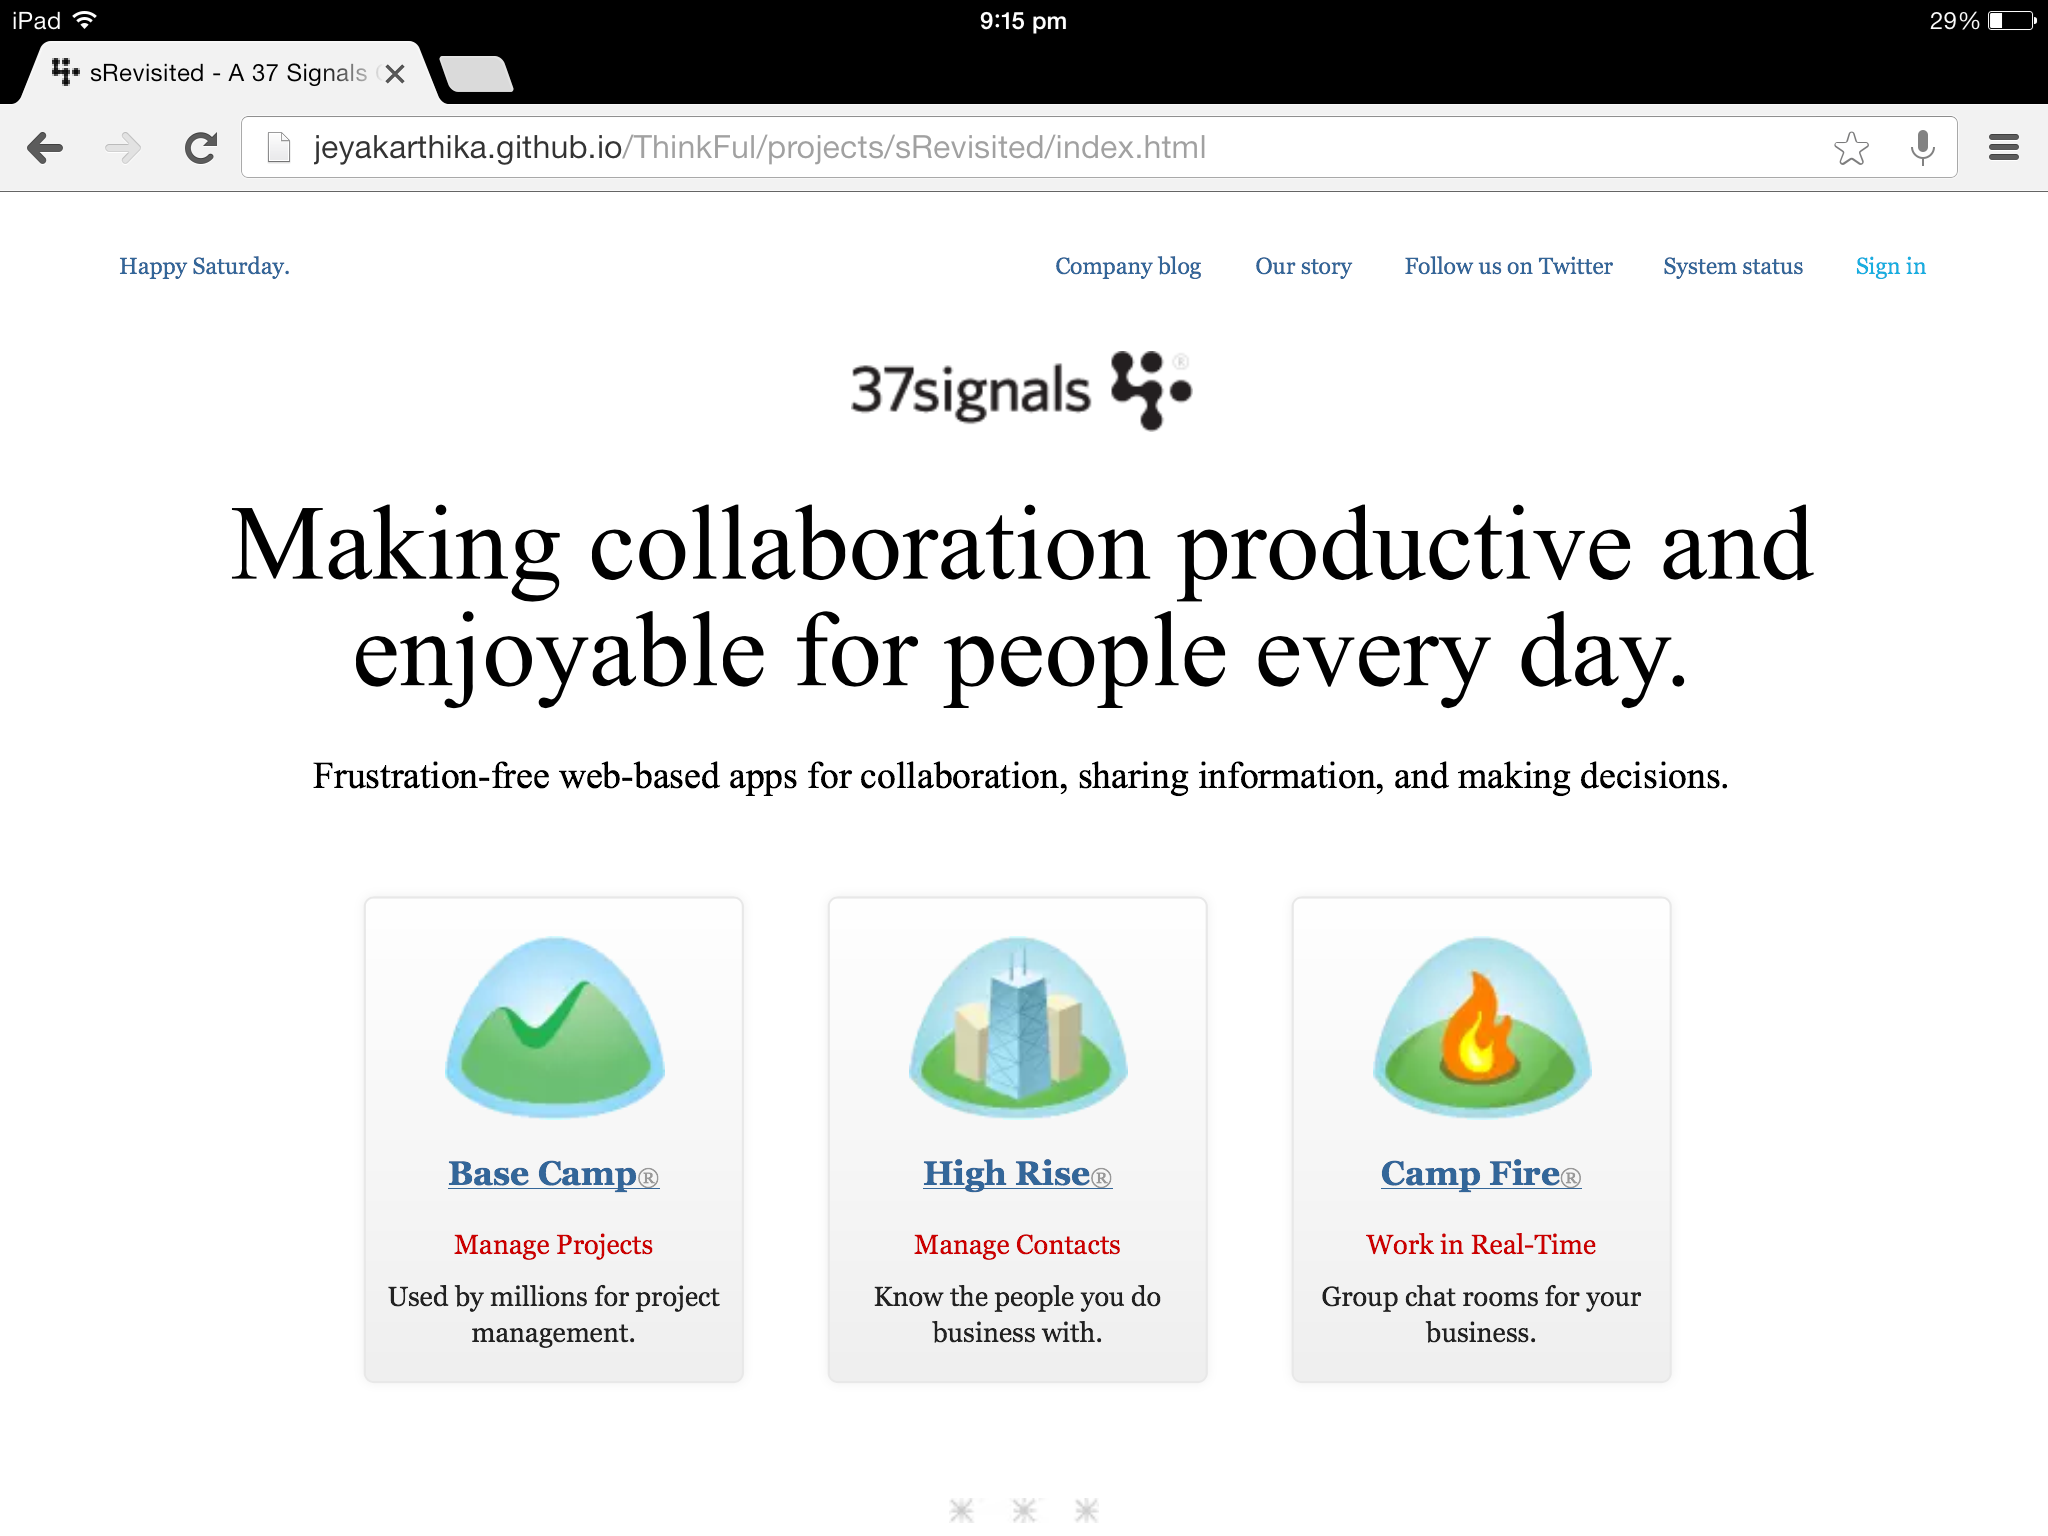 iPad 9:15 pm 29%
sRevisited - A 37 Signals
jeyakarthika.github.io/ThinkFul/projects/sRevisited/index.html
Happy Saturday. Company blog Our story Follow us on Twitter System status Sign in
37signals ®
Making collaboration productive and
enjoyable for people every day.
Frustration-free web-based apps for collaboration, sharing information, and making decisions.
Base Camp®
Manage Projects
Used by millions for project
management.
High Rise®
Manage Contacts
Know the people you do
business with.
Camp Fire®
Work in Real-Time
Group chat rooms for your
business.